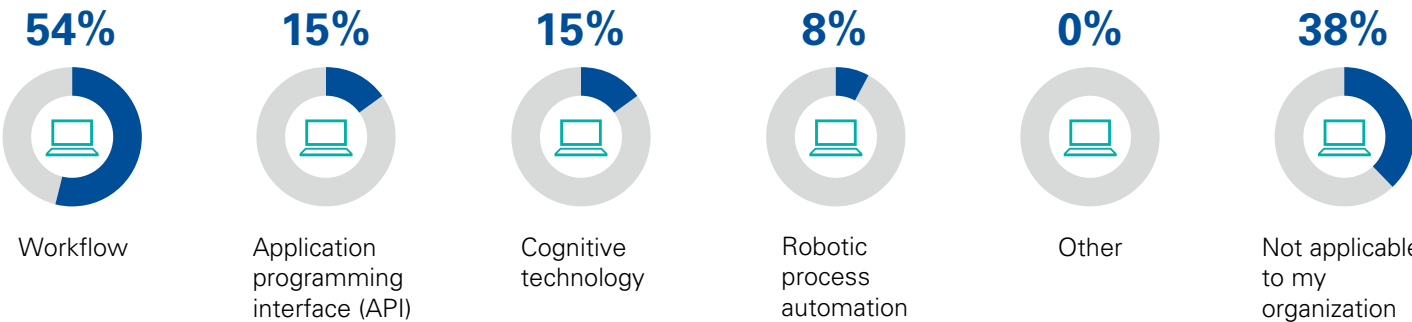 54%
15%
15%
8%
0%
38%
Workflow
Application
programming
interface (API)
Cognitive
technology
Robotic
process
automation
Other
Not applicable
to my
organization